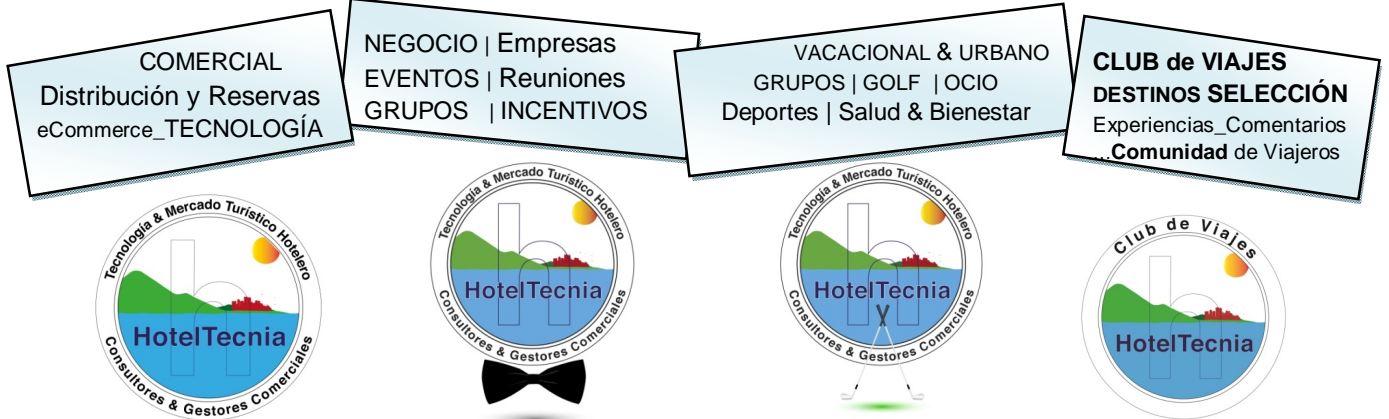 COMERCIAL
Distribución y Reservas
eCommerce_TECNOLOGÍA
NEGOCIO | Empresas
EVENTOS | Reuniones
GRUPOS | INCENTIVOS
VACACIONAL & URBANO
GRUPOS | GOLF | OCIO
Deportes | Salud & Bienestar
CLUB de VIAJES
DESTINOS SELECCIÓN
Experiencias_Comentarios
...Comunidad de Viajeros
Tecnología & Mercado Turístico Hotelero
HotelTecnia
Consultores & Gestores Comerciales
Tecnología & Mercado Turístico Hotelero
HotelTecnia
Consultores & Gestores Comerciales
Tecnología & Mercado Turístico Hotelero
HotelTecnia
Consultores & Gestores Comerciales
Club de Viajes
HotelTecnia